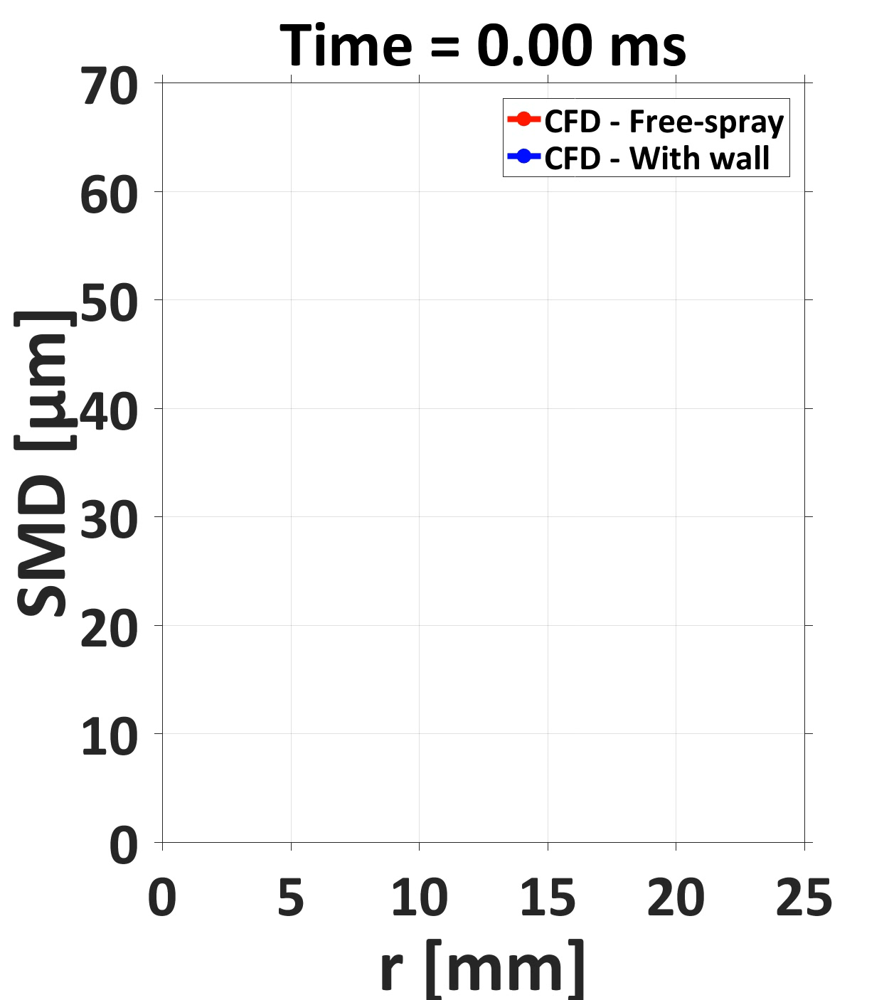 Time = 0.00 ms
CFD - Free-spray
CFD - With wall
SMD [µm]
70
60
50
40
30
20
10
0
0 5 10 15 20 25
r [mm]